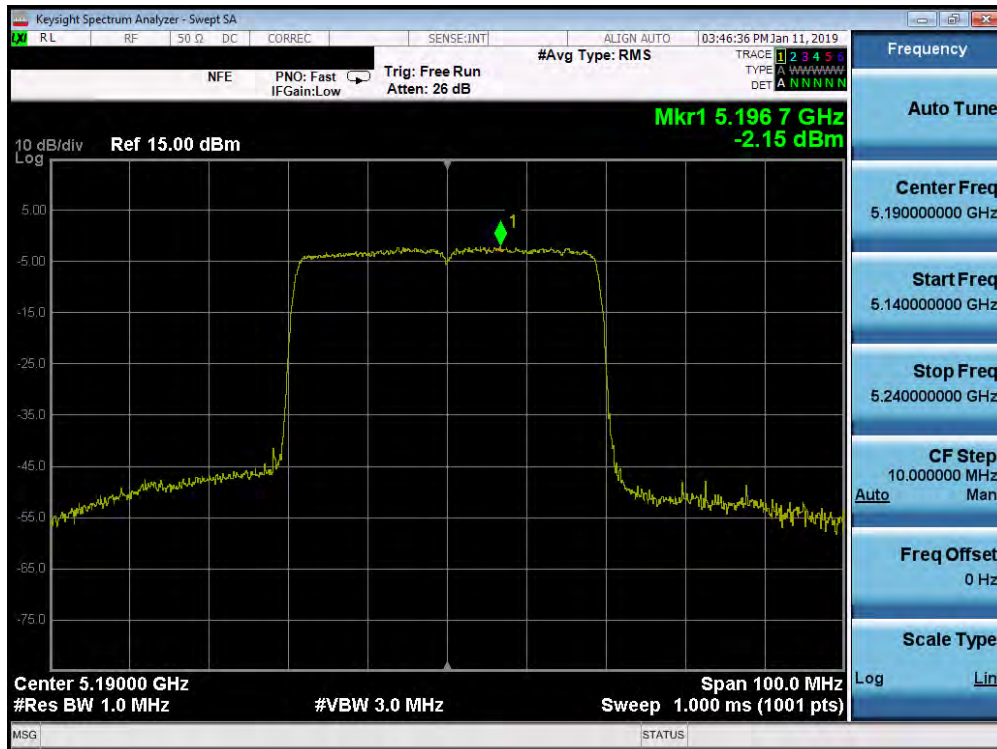 Keysight Spectrum Analyzer - Swept SA
LXI RL RF 50 Ω DC CORREC SENSE:INT ALIGN AUTO 03:46:36 PM Jan 11, 2019
#Avg Type: RMS
TRACE 1 2 3 4 5 6
TYPE A WWWWW
DET A N N N N N
NFE PNO: Fast Trig: Free Run
IFGain:Low Atten: 26 dB
Mkr1 5.196 7 GHz
-2.15 dBm
10 dB/div Ref 15.00 dBm
Log
5.00
1
-5.00
-15.0
-25.0
-35.0
-45.0
-55.0
-65.0
-75.0
Center 5.19000 GHz Span 100.0 MHz
#Res BW 1.0 MHz #VBW 3.0 MHz Sweep 1.000 ms (1001 pts)
MSG STATUS
Frequency
Auto Tune
Center Freq
5.190000000 GHz
Start Freq
5.140000000 GHz
Stop Freq
5.240000000 GHz
CF Step
10.000000 MHz
Auto Man
Freq Offset
0 Hz
Scale Type
Log Lin